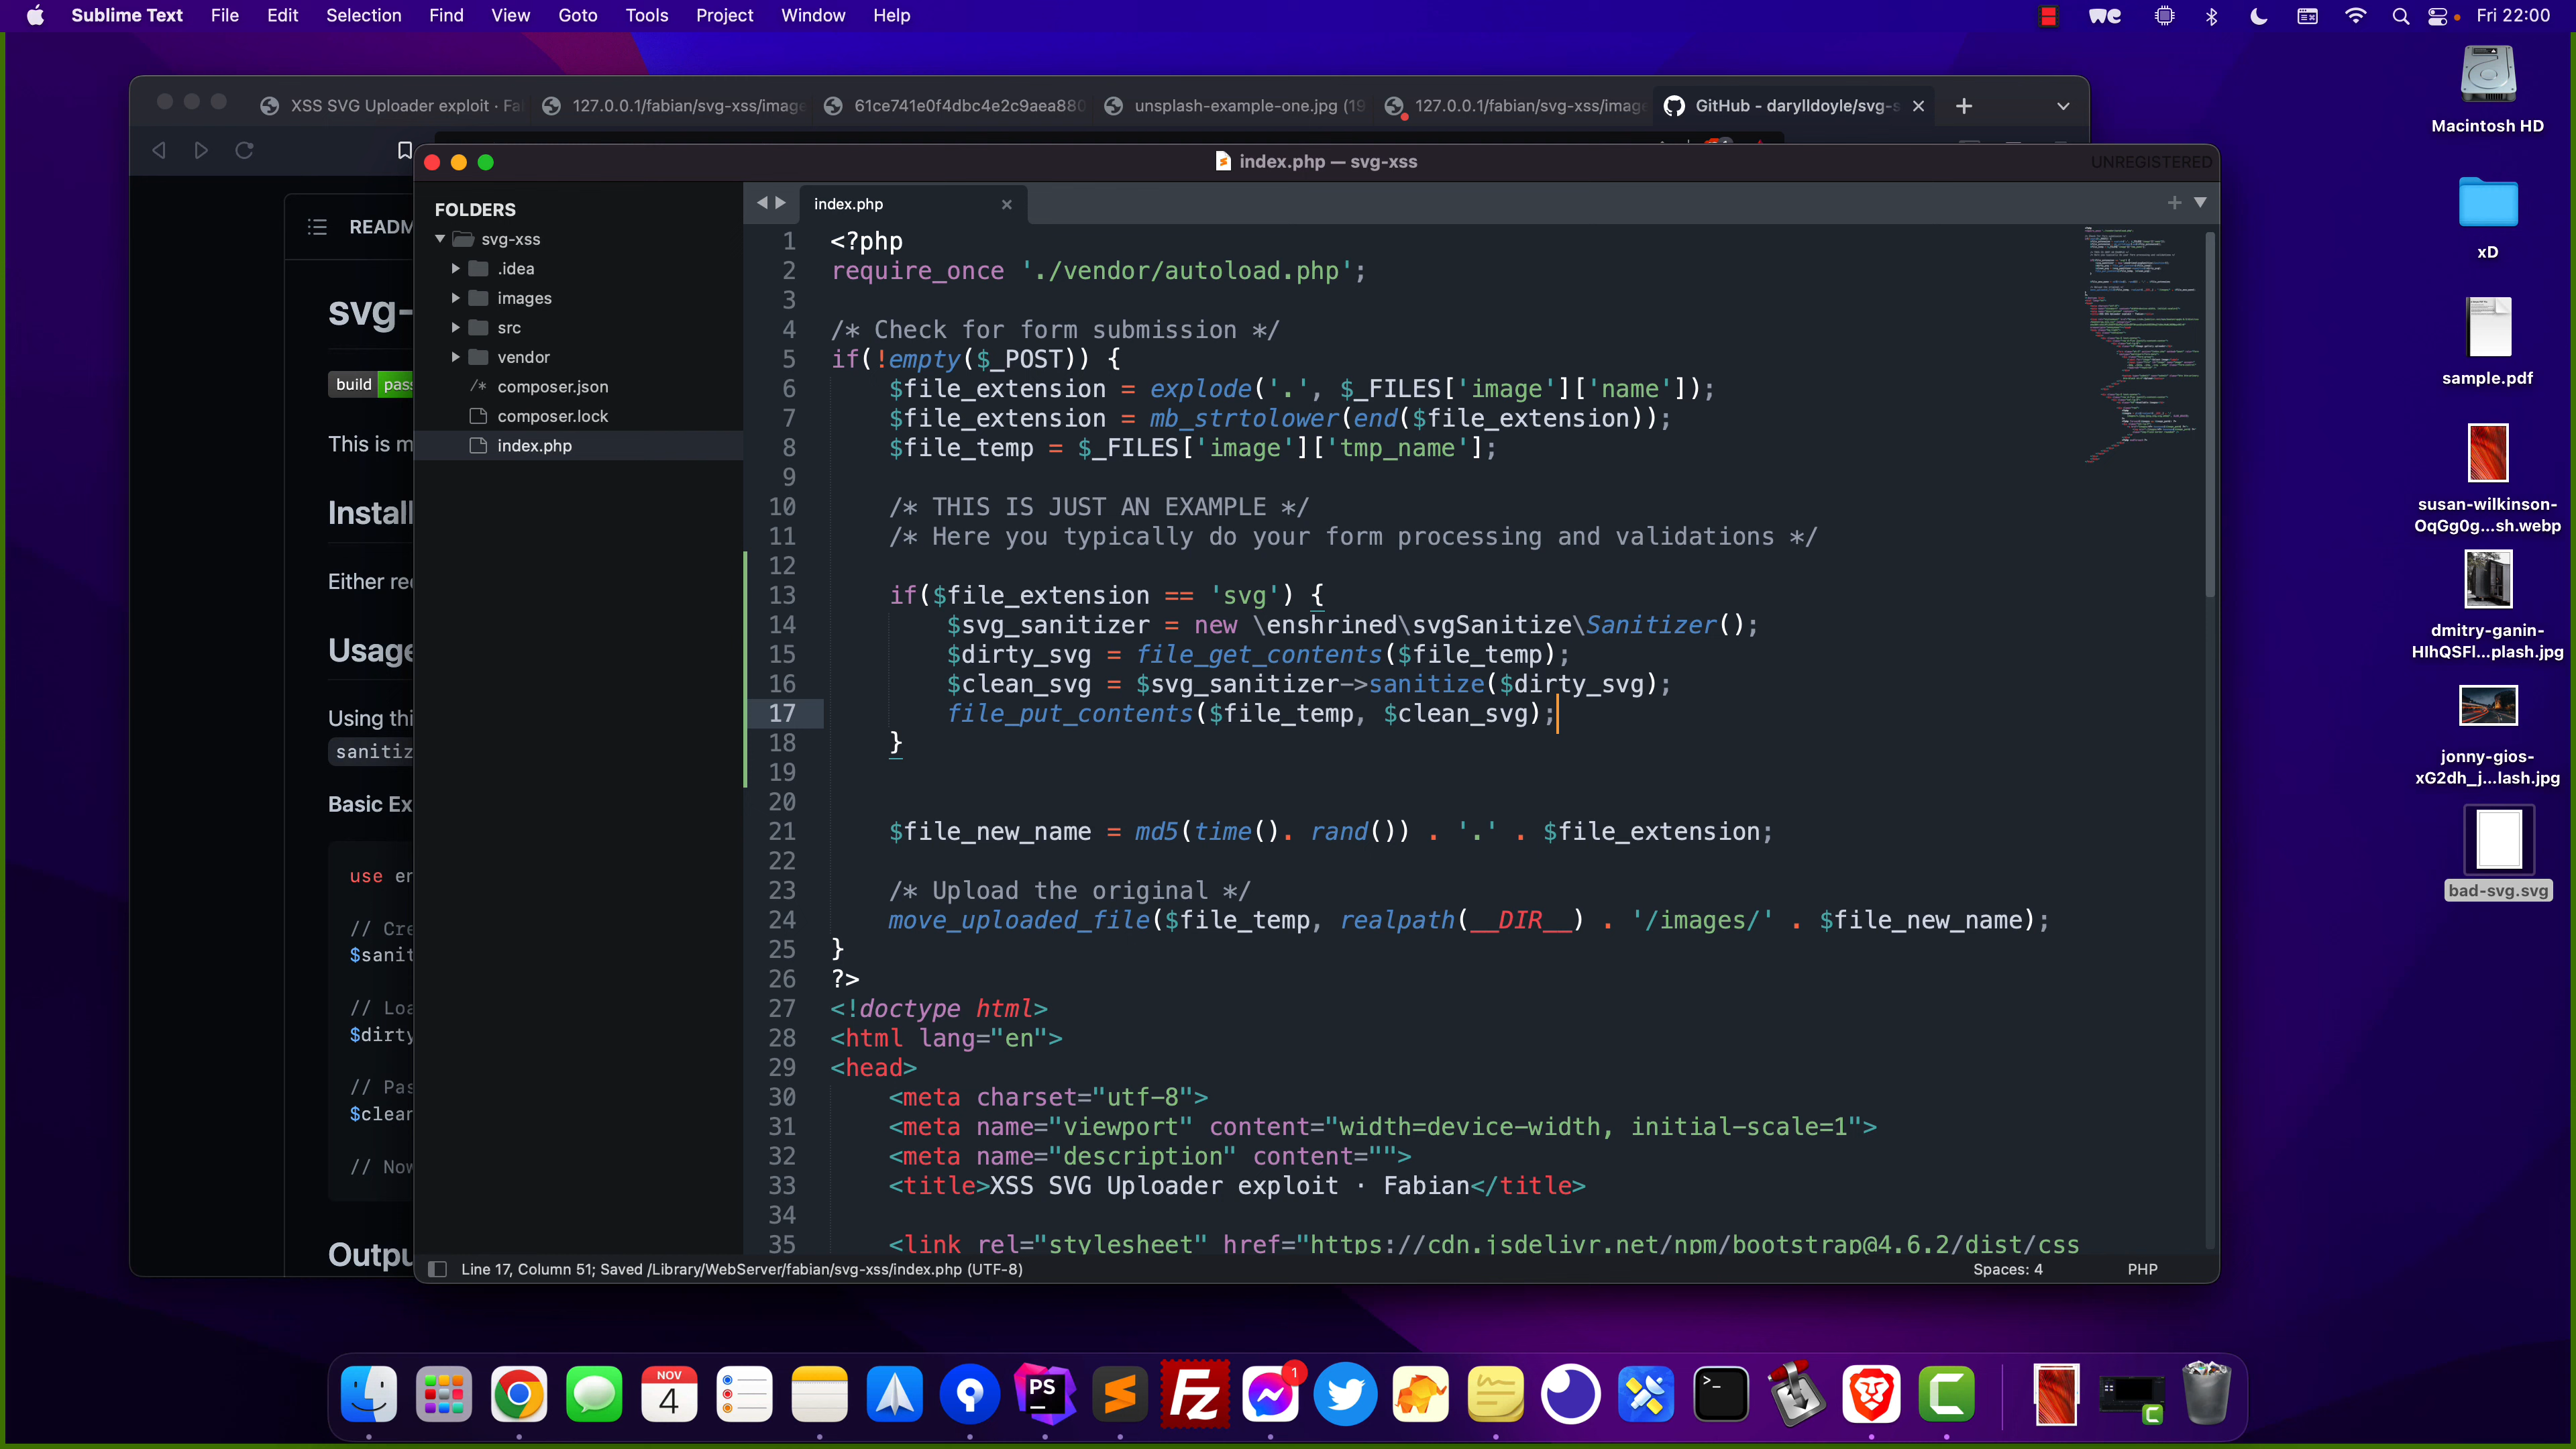 Sublime Text File Edit Selection Find View Goto Tools Project Window Help Fri 22:00
XSS SVG Uploader exploit · Fa 127.0.0.1/fabian/svg-xss/image 61ce741e0f4dbc4e2c9aea880 unsplash-example-one.jpg (19 127.0.0.1/fabian/svg-xss/image GitHub - darylldoyle/svg-s
index.php — svg-xss UNREGISTERED
READM
svg-
build pass
This is m
Install
Either rec
Usage
Using thi
sanitiz
Basic Ex
use en
// Cre
$sanit
// Loa
$dirty
// Pas
$clear
// Now
Outpu
FOLDERS
svg-xss
.idea
images
src
vendor
composer.json
composer.lock
index.php
index.php
1 <?php
2 require_once './vendor/autoload.php';
3
4 /* Check for form submission */
5 if(!empty($_POST)) {
6 $file_extension = explode('.', $_FILES['image']['name']);
7 $file_extension = mb_strtolower(end($file_extension));
8 $file_temp = $_FILES['image']['tmp_name'];
9
10 /* THIS IS JUST AN EXAMPLE */
11 /* Here you typically do your form processing and validations */
12
13 if($file_extension == 'svg') {
14 $svg_sanitizer = new \enshrined\svgSanitize\Sanitizer();
15 $dirty_svg = file_get_contents($file_temp);
16 $clean_svg = $svg_sanitizer->sanitize($dirty_svg);
17 file_put_contents($file_temp, $clean_svg);
18 }
19
20
21 $file_new_name = md5(time(). rand()) . '.' . $file_extension;
22
23 /* Upload the original */
24 move_uploaded_file($file_temp, realpath(__DIR__) . '/images/' . $file_new_name);
25 }
26 ?>
27 <!doctype html>
28 <html lang="en">
29 <head>
30 <meta charset="utf-8">
31 <meta name="viewport" content="width=device-width, initial-scale=1">
32 <meta name="description" content="">
33 <title>XSS SVG Uploader exploit · Fabian</title>
34
35 <link rel="stylesheet" href="https://cdn.jsdelivr.net/npm/bootstrap@4.6.2/dist/css
Line 17, Column 51; Saved /Library/WebServer/fabian/svg-xss/index.php (UTF-8) Spaces: 4 PHP
Macintosh HD
xD
sample.pdf
susan-wilkinson-
OqGg0g...sh.webp
dmitry-ganin-
HIhQSFl...plash.jpg
jonny-gios-
xG2dh_j...lash.jpg
bad-svg.svg
NOV
4
PS
Fz
1